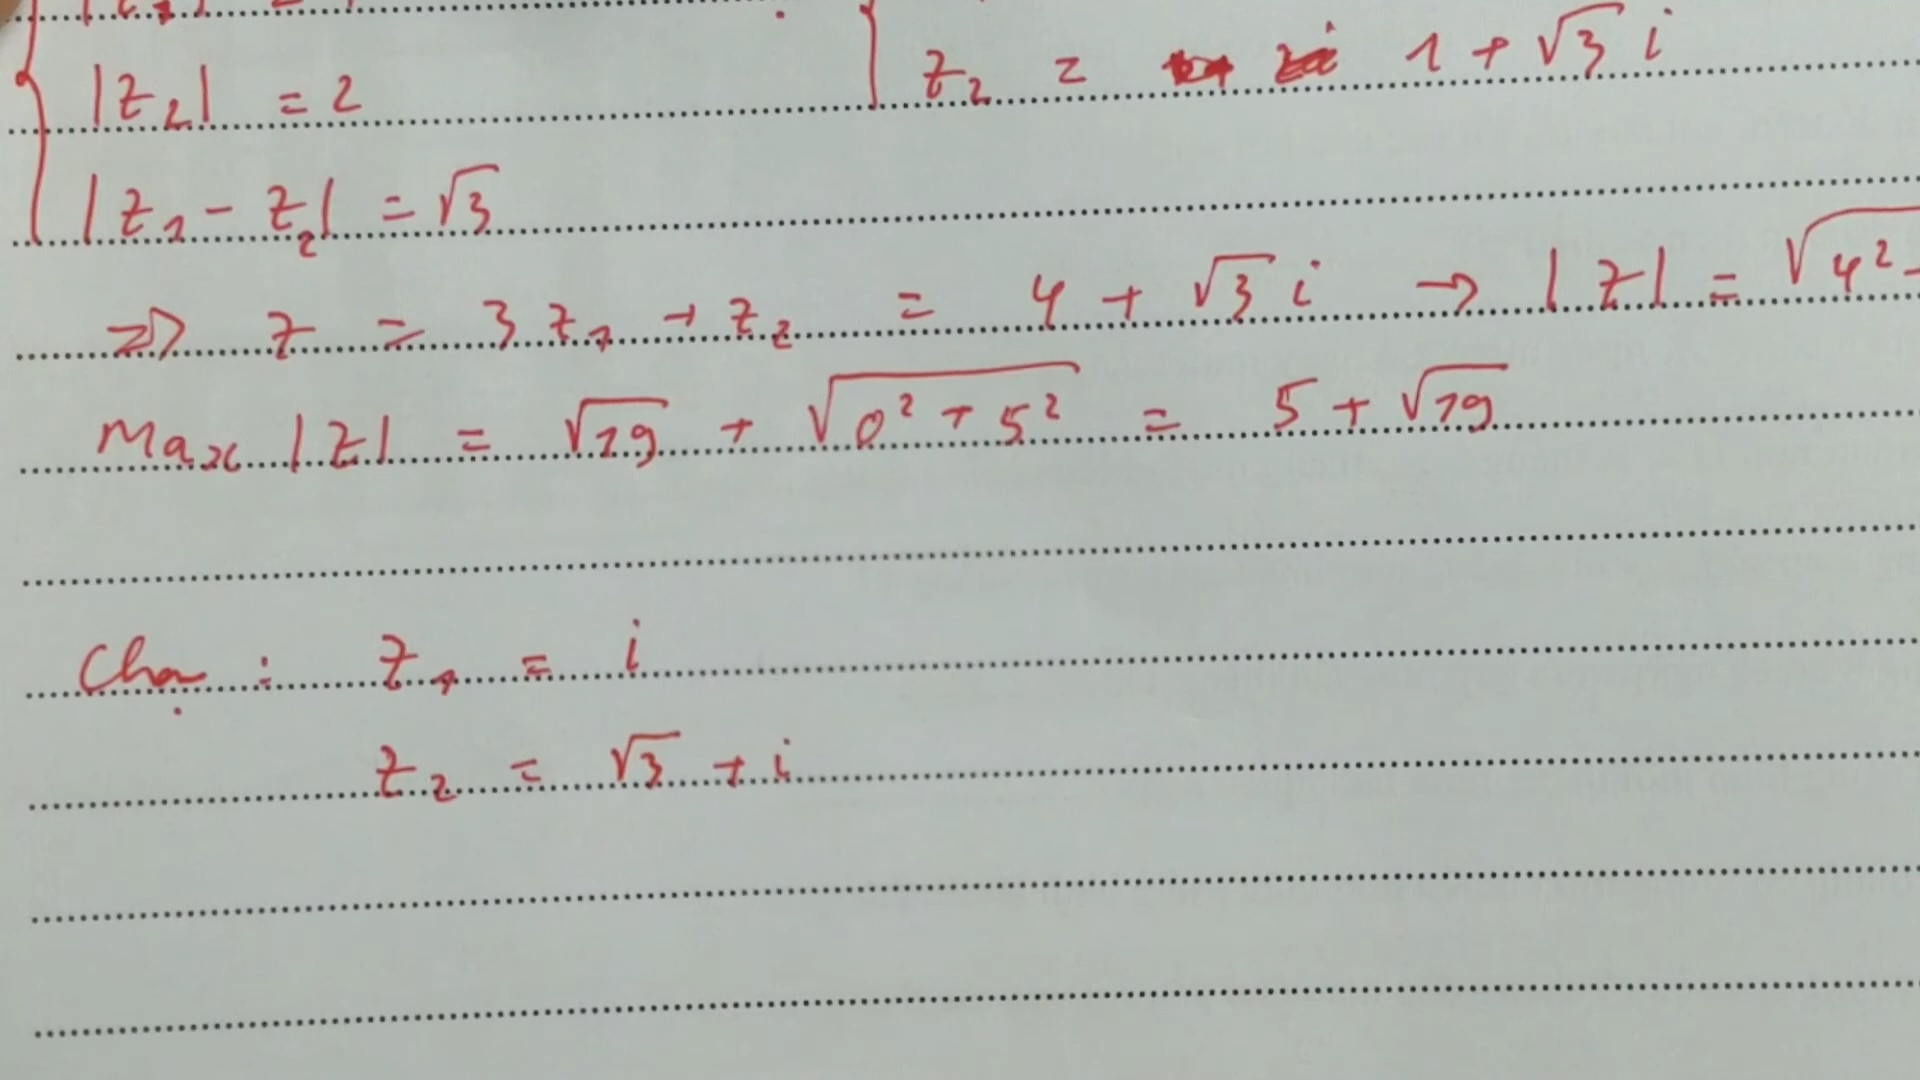 |z₂| = 2
z₂ = 1 + √3 i
|z₁ - z₂| = √3
=> z = 3z₁ + z₂ = 4 + √3 i → |z| = √4²
Max |z| = √19 + √0² + 5² = 5 + √19
Chọn : z₁ = i
z₂ = √3 + i